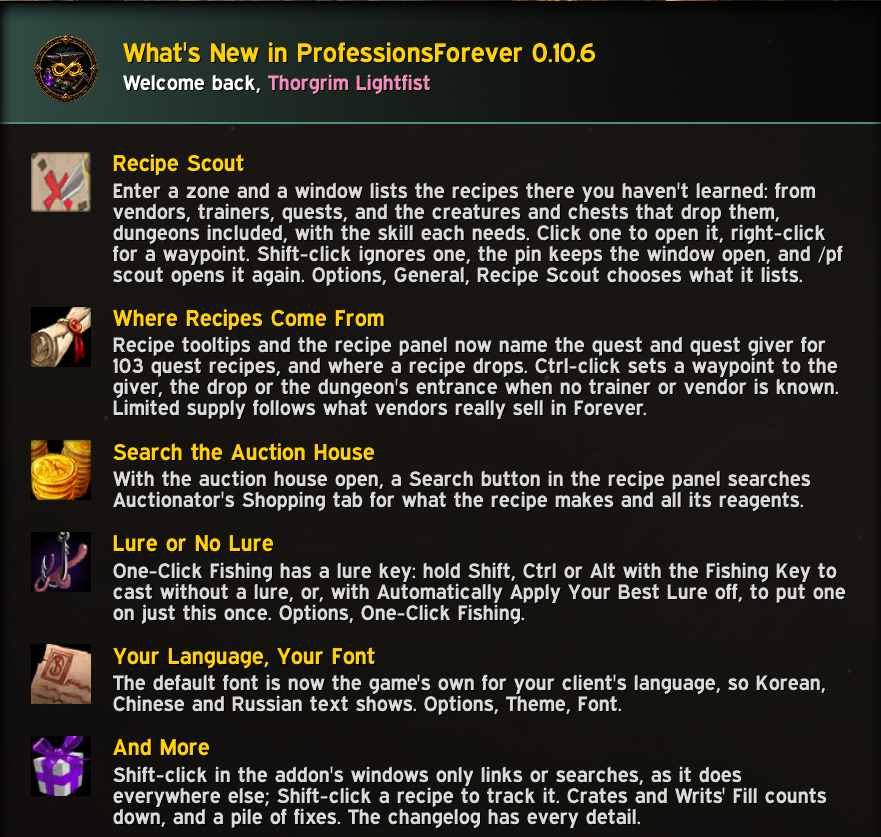 What's New in ProfessionsForever 0.10.6
Welcome back, Thorgrim Lightfist
Recipe Scout
Enter a zone and a window lists the recipes there you haven't learned: from
vendors, trainers, quests, and the creatures and chests that drop them,
dungeons included, with the skill each needs. Click one to open it, right-click
for a waypoint. Shift-click ignores one, the pin keeps the window open, and /pf
scout opens it again. Options, General, Recipe Scout chooses what it lists.
Where Recipes Come From
Recipe tooltips and the recipe panel now name the quest and quest giver for
103 quest recipes, and where a recipe drops. Ctrl-click sets a waypoint to the
giver, the drop or the dungeon's entrance when no trainer or vendor is known.
Limited supply follows what vendors really sell in Forever.
Search the Auction House
With the auction house open, a Search button in the recipe panel searches
Auctionator's Shopping tab for what the recipe makes and all its reagents.
Lure or No Lure
One-Click Fishing has a lure key: hold Shift, Ctrl or Alt with the Fishing Key to
cast without a lure, or, with Automatically Apply Your Best Lure off, to put one
on just this once. Options, One-Click Fishing.
Your Language, Your Font
The default font is now the game's own for your client's language, so Korean,
Chinese and Russian text shows. Options, Theme, Font.
And More
Shift-click in the addon's windows only links or searches, as it does
everywhere else; Shift-click a recipe to track it. Crates and Writs' Fill counts
down, and a pile of fixes. The changelog has every detail.